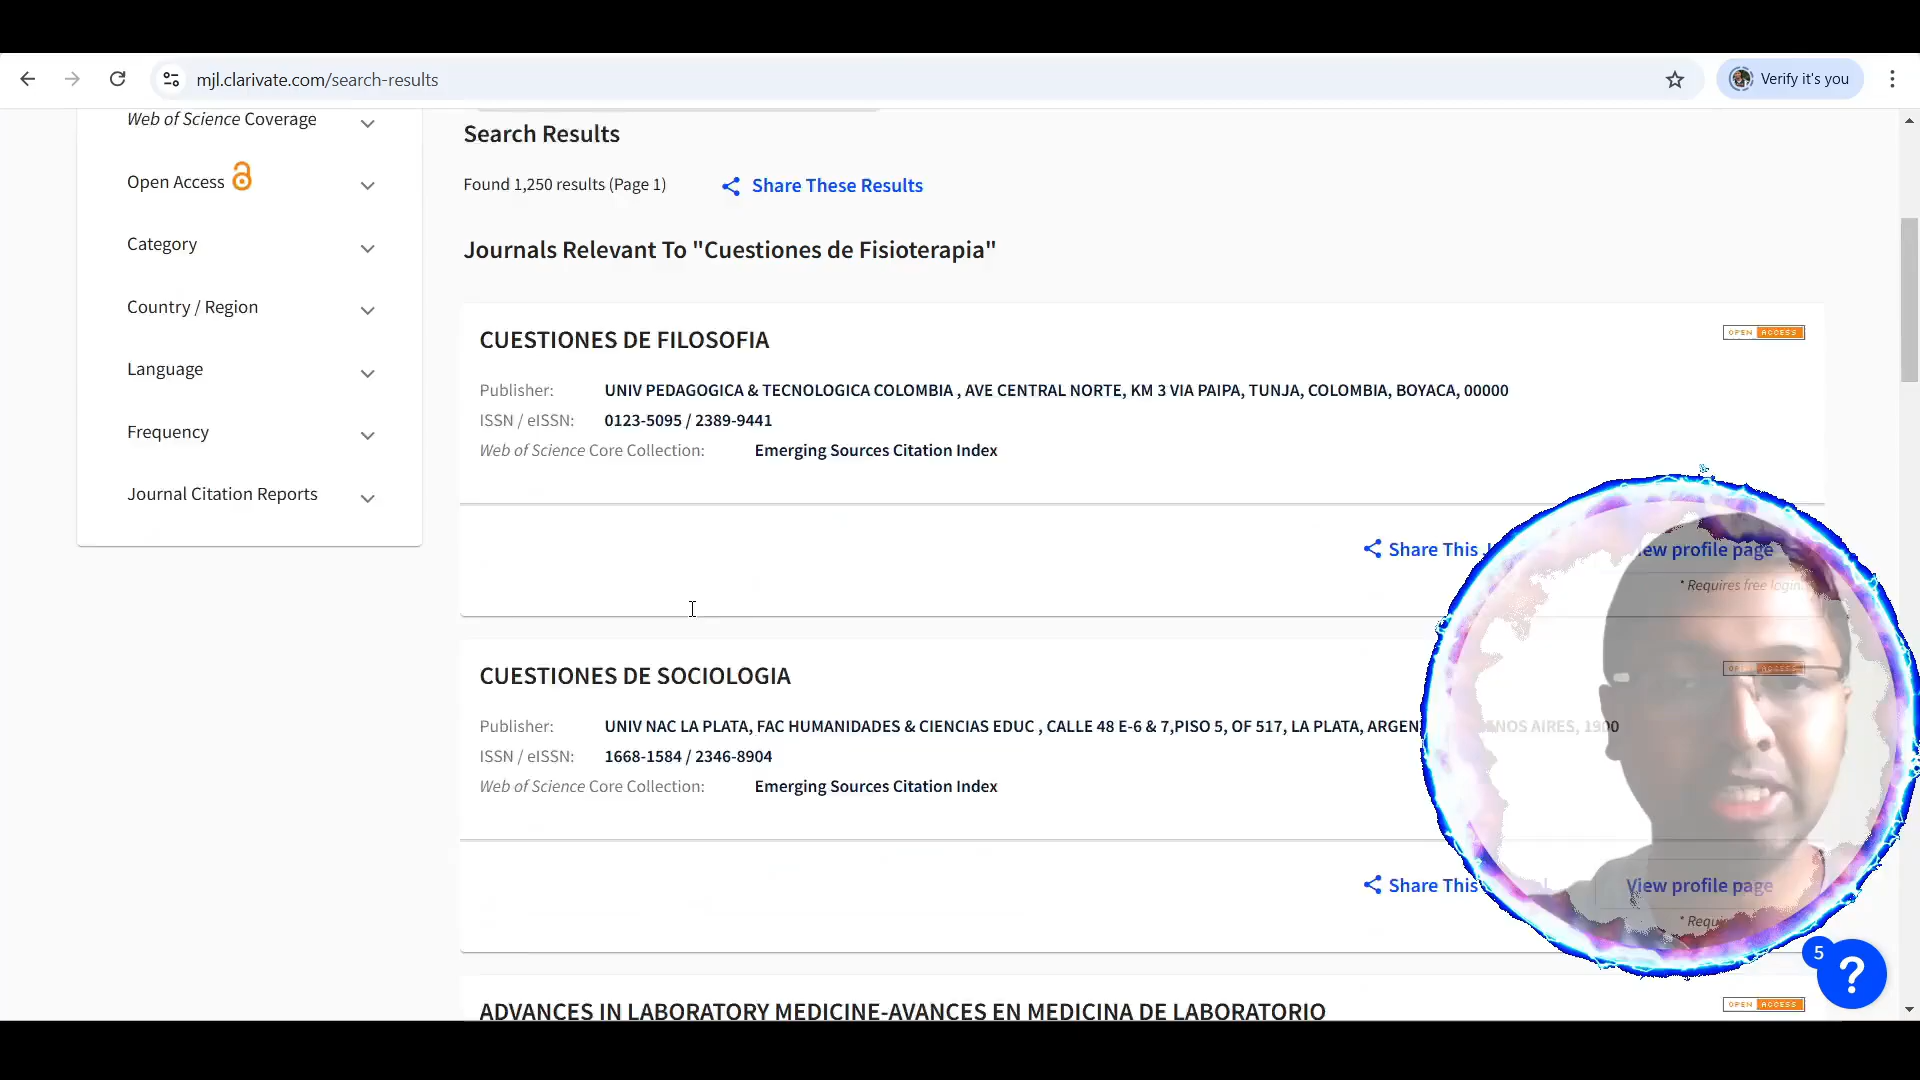 mjl.clarivate.com/search-results
Verify it's you
Web of Science Coverage
Open Access
Category
Country / Region
Language
Frequency
Journal Citation Reports
Search Results
Found 1,250 results (Page 1)
Share These Results
Journals Relevant To "Cuestiones de Fisioterapia"
CUESTIONES DE FILOSOFIA
OPEN ACCESS
Publisher: UNIV PEDAGOGICA & TECNOLOGICA COLOMBIA , AVE CENTRAL NORTE, KM 3 VIA PAIPA, TUNJA, COLOMBIA, BOYACA, 00000
ISSN / eISSN: 0123-5095 / 2389-9441
Web of Science Core Collection: Emerging Sources Citation Index
Share This
View profile page
* Requires free login.
CUESTIONES DE SOCIOLOGIA
OPEN ACCESS
Publisher: UNIV NAC LA PLATA, FAC HUMANIDADES & CIENCIAS EDUC , CALLE 48 E-6 & 7,PISO 5, OF 517, LA PLATA, AIRES, 1900
ISSN / eISSN: 1668-1584 / 2346-8904
Web of Science Core Collection: Emerging Sources Citation Index
Share This
View profile page
5
?
ADVANCES IN LABORATORY MEDICINE-AVANCES EN MEDICINA DE LABORATORIO
OPEN ACCESS